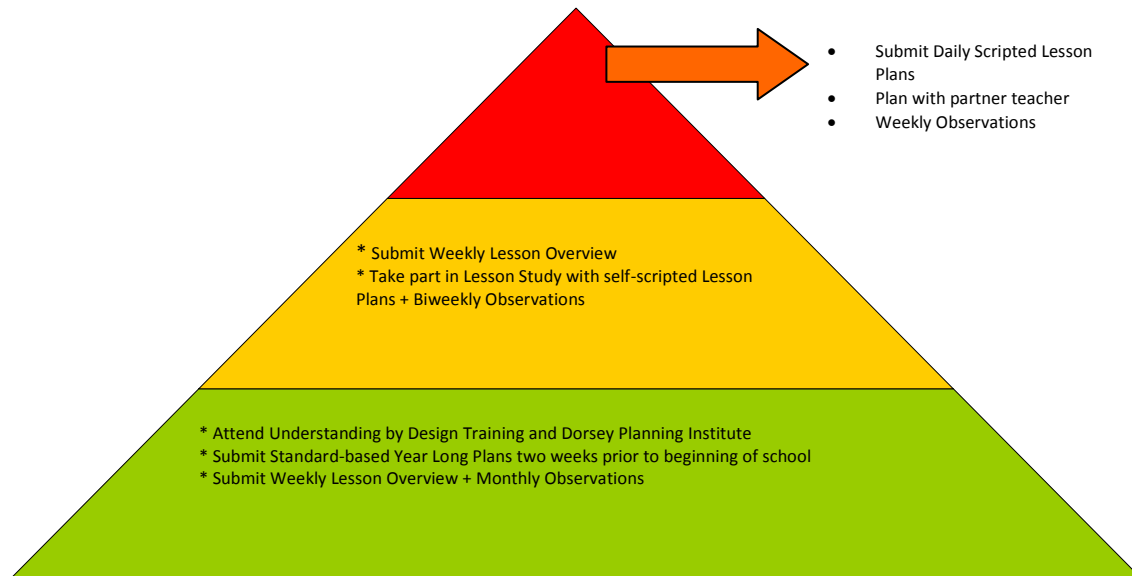 • Submit Daily Scripted Lesson
Plans
• Plan with partner teacher
• Weekly Observations
* Submit Weekly Lesson Overview
* Take part in Lesson Study with self-scripted Lesson
Plans + Biweekly Observations
* Attend Understanding by Design Training and Dorsey Planning Institute
* Submit Standard-based Year Long Plans two weeks prior to beginning of school
* Submit Weekly Lesson Overview + Monthly Observations